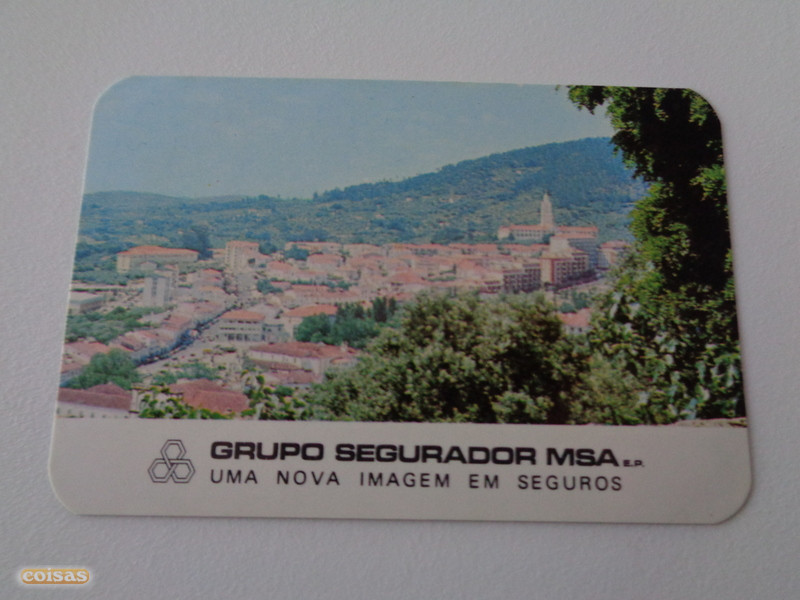 GRUPO SEGURADOR MSA E.P.
UMA NOVA IMAGEM EM SEGUROS
coisas